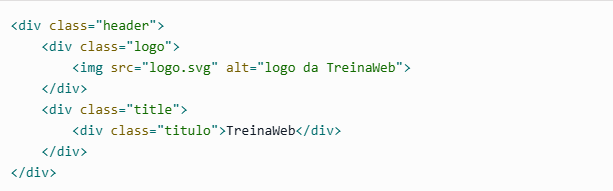 <div class="header">
    <div class="logo">
        <img src="logo.svg" alt="logo da TreinaWeb">
    </div>
    <div class="title">
        <div class="titulo">TreinaWeb</div>
    </div>
</div>